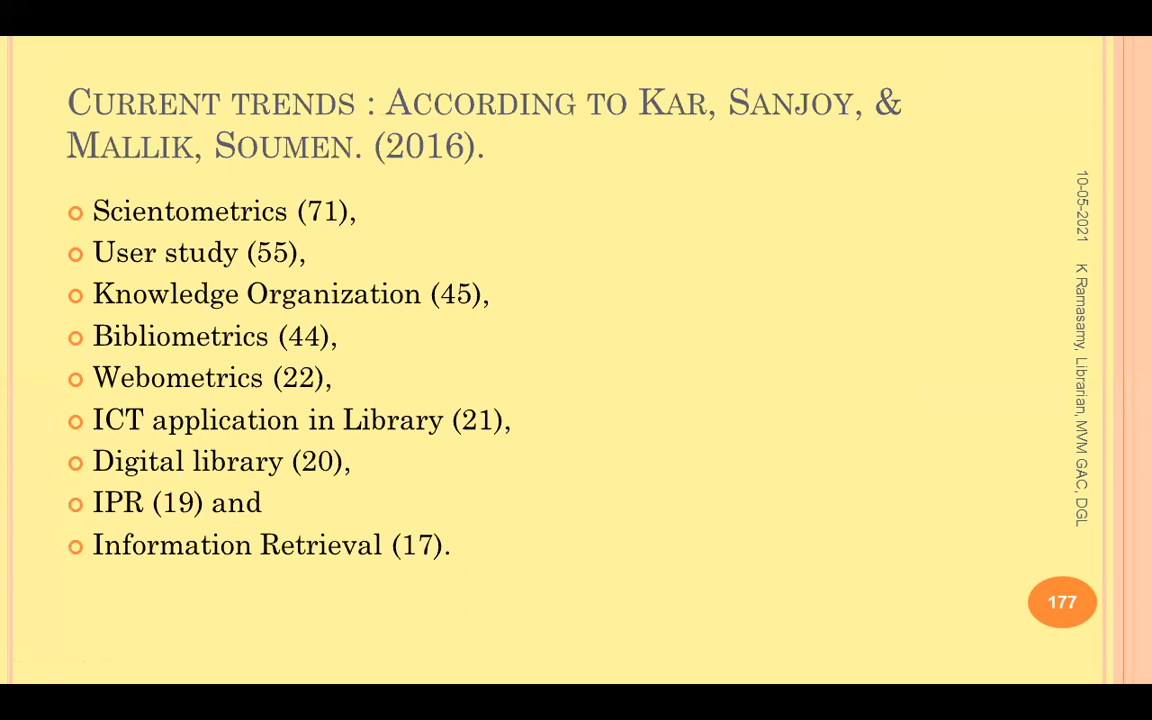 CURRENT TRENDS : ACCORDING TO KAR, SANJOY, &
MALLIK, SOUMEN. (2016).
Scientometrics (71),
User study (55),
Knowledge Organization (45),
Bibliometrics (44),
Webometrics (22),
ICT application in Library (21),
Digital library (20),
IPR (19) and
Information Retrieval (17).
10-05-2021 K Ramasamy, Librarian, MVM GAC, DGL
177